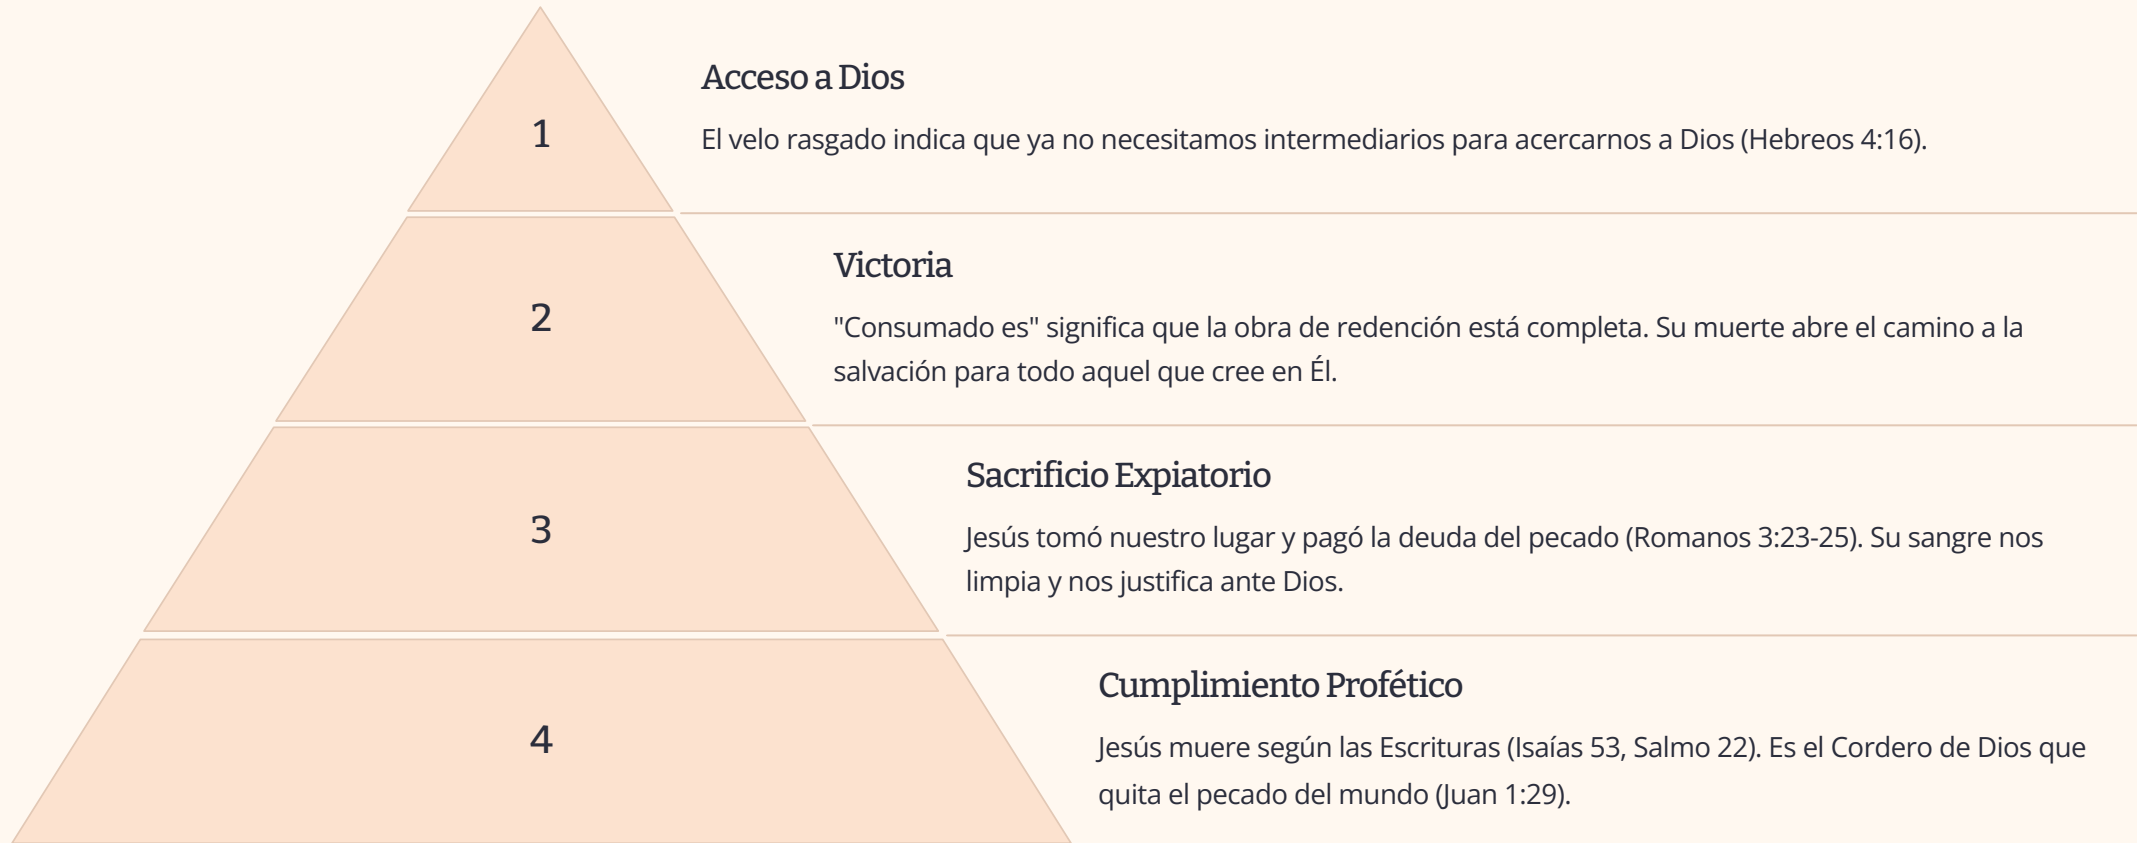 1
Acceso a Dios
El velo rasgado indica que ya no necesitamos intermediarios para acercarnos a Dios (Hebreos 4:16).
2
Victoria
"Consumado es" significa que la obra de redención está completa. Su muerte abre el camino a la
salvación para todo aquel que cree en Él.
3
Sacrificio Expiatorio
Jesús tomó nuestro lugar y pagó la deuda del pecado (Romanos 3:23-25). Su sangre nos
limpia y nos justifica ante Dios.
4
Cumplimiento Profético
Jesús muere según las Escrituras (Isaías 53, Salmo 22). Es el Cordero de Dios que
quita el pecado del mundo (Juan 1:29).